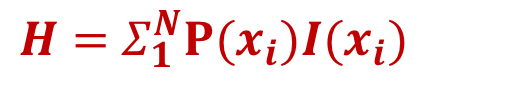 H = Σ₁ᴺP(xᵢ)I(xᵢ)